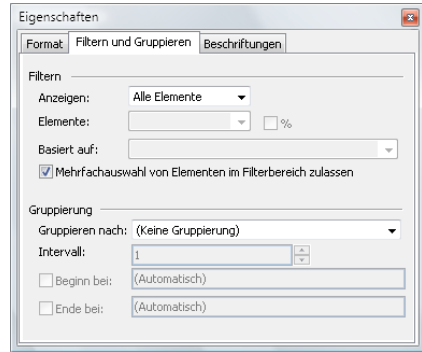 Eigenschaften
Format Filtern und Gruppieren Beschriftungen
Filtern
Anzeigen: Alle Elemente
Elemente: %
Basiert auf:
Mehrfachauswahl von Elementen im Filterbereich zulassen
Gruppierung
Gruppieren nach: (Keine Gruppierung)
Intervall: 1
Beginn bei: (Automatisch)
Ende bei: (Automatisch)